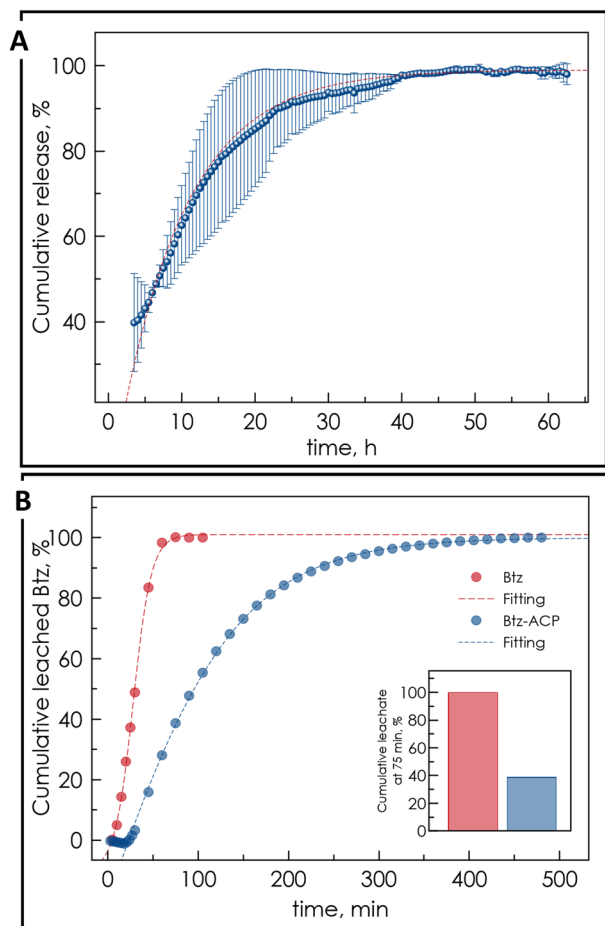 A
Cumulative release, %
100
80
60
40
0
10
20
30
40
50
60
time, h
B
Cumulative leached Btz, %
100
80
60
40
20
0
Btz
Fitting
Btz-ACP
Fitting
Cumulative leachate
at 75 min, %
100
80
60
40
20
0
0
100
200
300
400
500
time, min